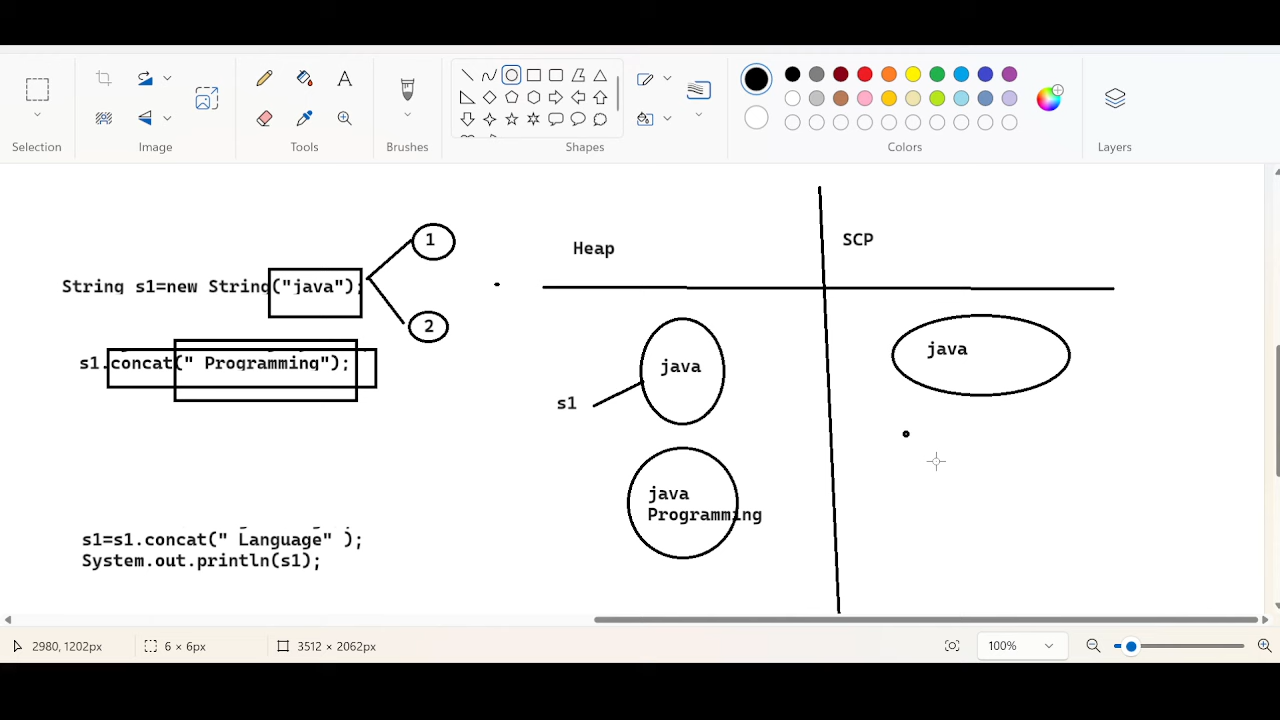 Selection
Image
Tools
Brushes
Shapes
Colors
Layers
1
Heap
SCP
String s1=new String("java");
2
s1.concat(" Programming");
java
java
s1
java
Programming
s1=s1.concat(" Language" );
System.out.println(s1);
2980, 1202px
6 × 6px
3512 × 2062px
100%